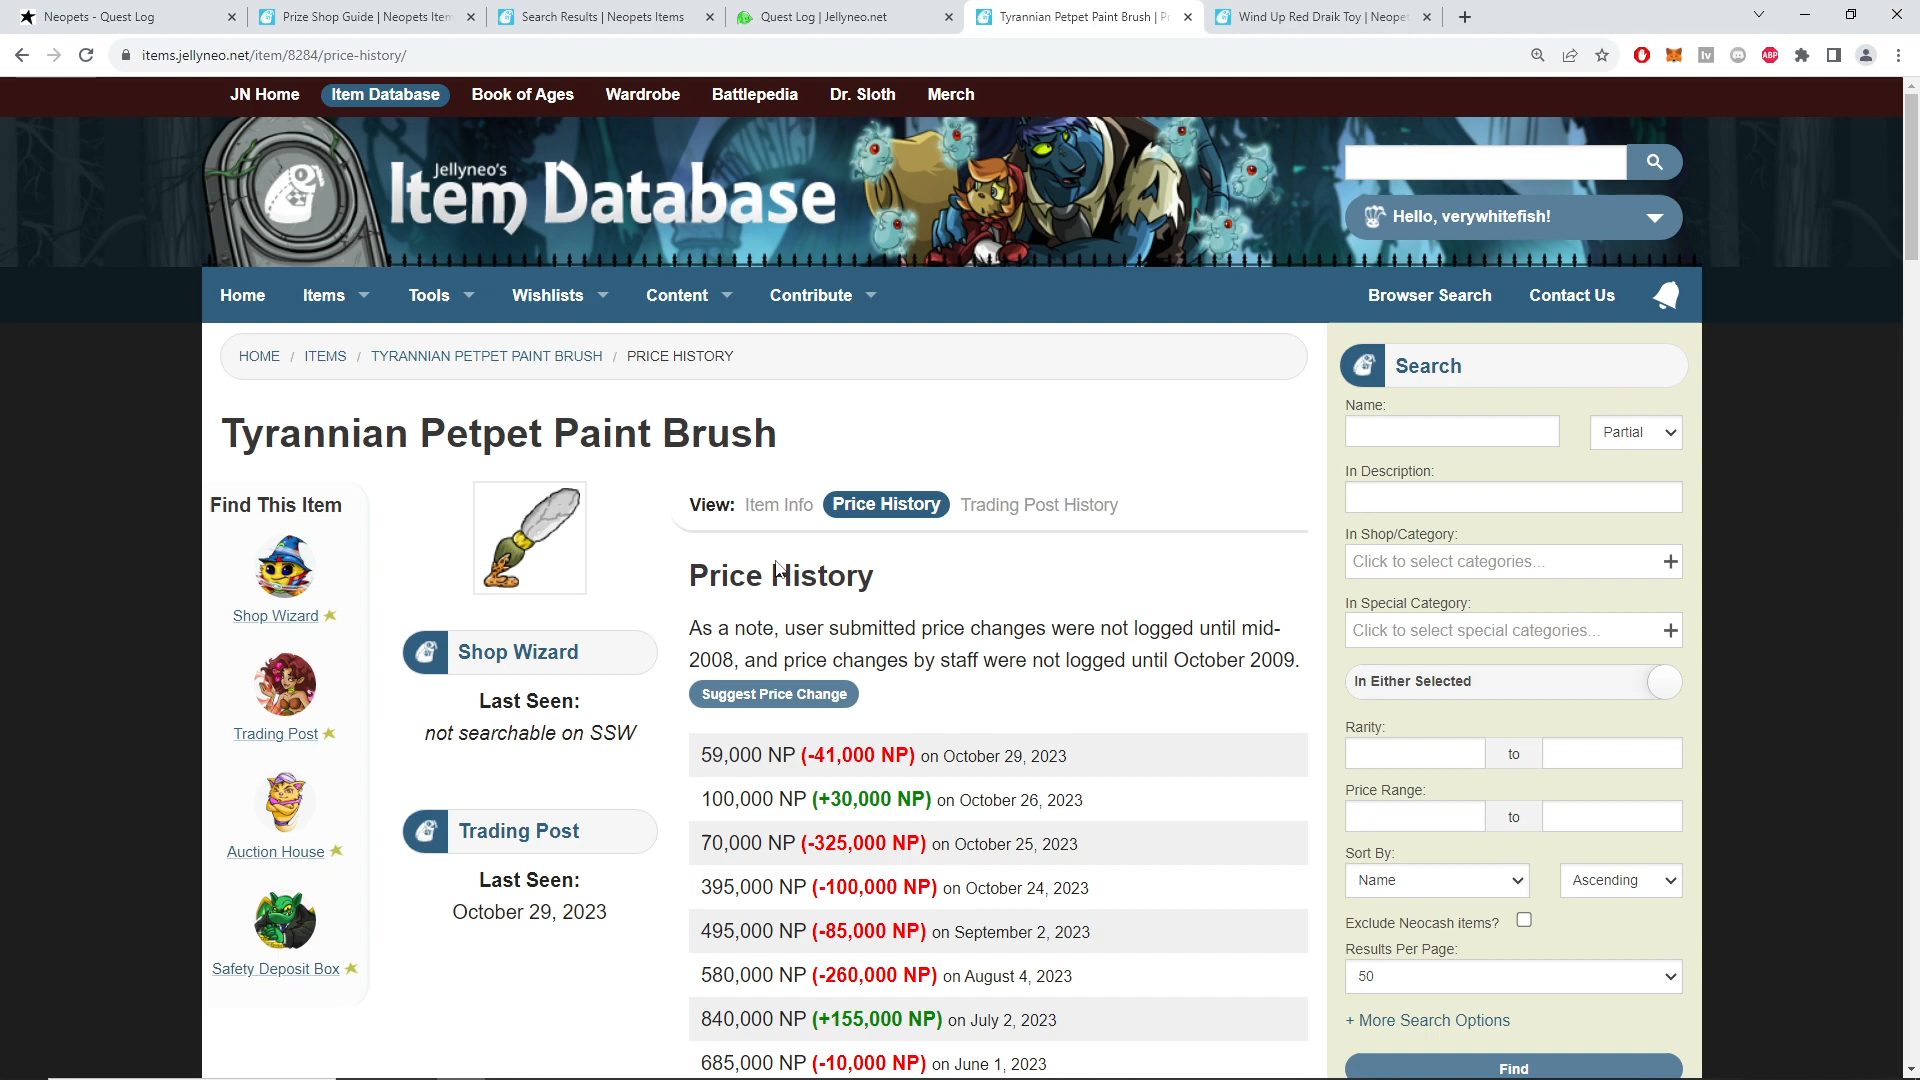 Neopets - Quest Log
Prize Shop Guide | Neopets Item
Search Results | Neopets Items
Quest Log | Jellyneo.net
Tyrannian Petpet Paint Brush | P
Wind Up Red Draik Toy | Neopet
items.jellyneo.net/item/8284/price-history/
JN Home
Item Database
Book of Ages
Wardrobe
Battlepedia
Dr. Sloth
Merch
Jellyneo's
Item Database
Hello, verywhitefish!
Home
Items
Tools
Wishlists
Content
Contribute
Browser Search
Contact Us
HOME / ITEMS / TYRANNIAN PETPET PAINT BRUSH / PRICE HISTORY
Tyrannian Petpet Paint Brush
Find This Item
Shop Wizard
Trading Post
Auction House
Safety Deposit Box
Shop Wizard
Last Seen:
not searchable on SSW
Trading Post
Last Seen:
October 29, 2023
View: Item Info Price History Trading Post History
Price History
As a note, user submitted price changes were not logged until mid-
2008, and price changes by staff were not logged until October 2009.
Suggest Price Change
59,000 NP (-41,000 NP) on October 29, 2023
100,000 NP (+30,000 NP) on October 26, 2023
70,000 NP (-325,000 NP) on October 25, 2023
395,000 NP (-100,000 NP) on October 24, 2023
495,000 NP (-85,000 NP) on September 2, 2023
580,000 NP (-260,000 NP) on August 4, 2023
840,000 NP (+155,000 NP) on July 2, 2023
685,000 NP (-10,000 NP) on June 1, 2023
Search
Name:
Partial
In Description:
In Shop/Category:
Click to select categories... +
In Special Category:
Click to select special categories... +
In Either Selected
Rarity:
to
Price Range:
to
Sort By:
Name
Ascending
Exclude Neocash items?
Results Per Page:
50
+ More Search Options
Find